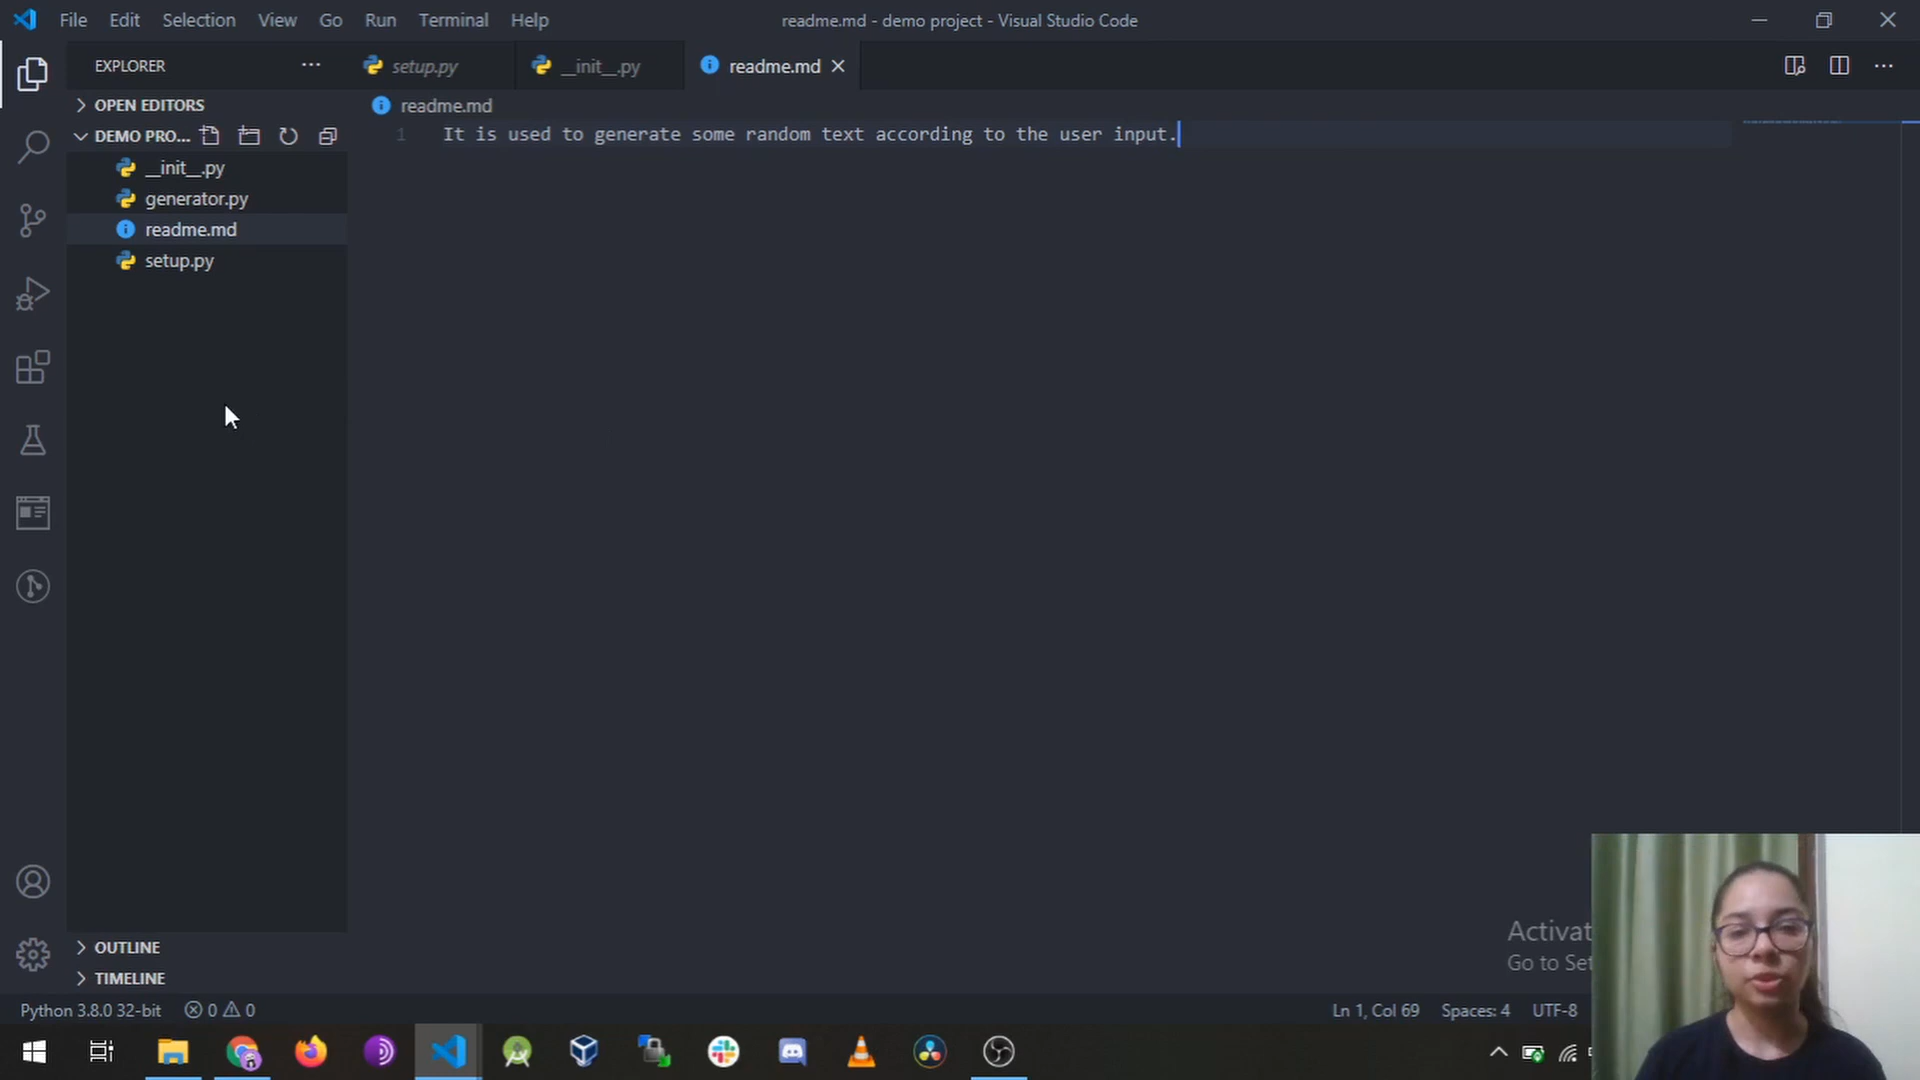 File Edit Selection View Go Run Terminal Help
readme.md - demo project - Visual Studio Code
EXPLORER
setup.py
__init__.py
readme.md
OPEN EDITORS
readme.md
DEMO PRO...
1 It is used to generate some random text according to the user input.
__init__.py
generator.py
readme.md
setup.py
Activat
Go to Set
OUTLINE
TIMELINE
Python 3.8.0 32-bit 0 0
Ln 1, Col 69 Spaces: 4 UTF-8